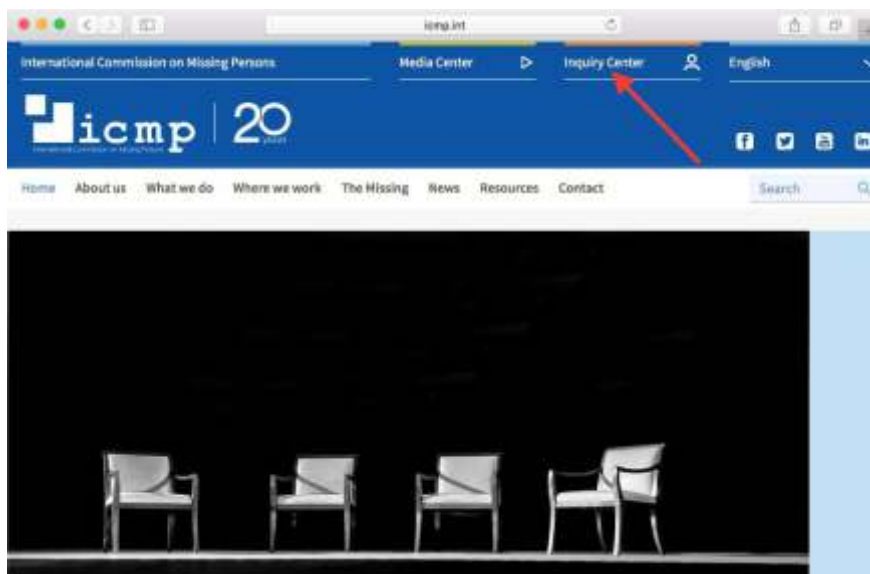 icmp.int
International Commission on Missing Persons
Media Center
Inquiry Center
English
icmp
20
years
Home About us What we do Where we work The Missing News Resources Contact
Search